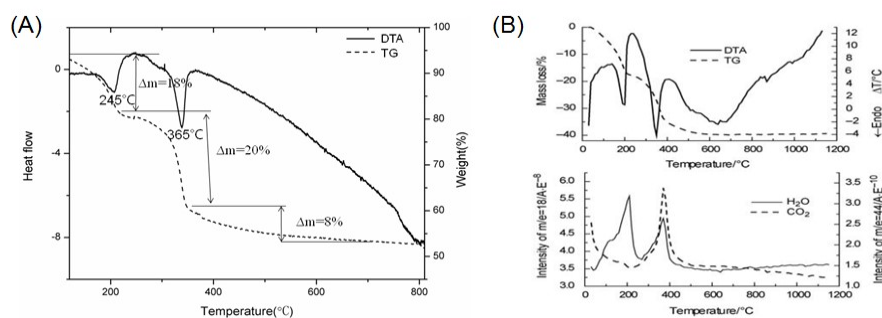 (A)
DTA
TG
Δm=18%
245℃
365℃
Δm=20%
Δm=8%
0
-4
-8
Heat flow
100
90
80
70
60
50
Weight(%)
200
400
600
800
Temperature(℃)
(B)
DTA
TG
0
-10
-20
-30
-40
Mass loss/%
12
10
8
6
4
2
0
-2
-4
←Endo ΔT/°C
0 200 400 600 800 1000 1200
Temperature/°C
H2O
CO2
6.0
5.5
5.0
4.5
4.0
3.5
3.0
Intensity of m/e=18/A·E−8
3.5
3.0
2.5
2.0
1.5
1.0
Intensity of m/e=44/A·E−10
0 200 400 600 800 1000 1200
Temperature/°C